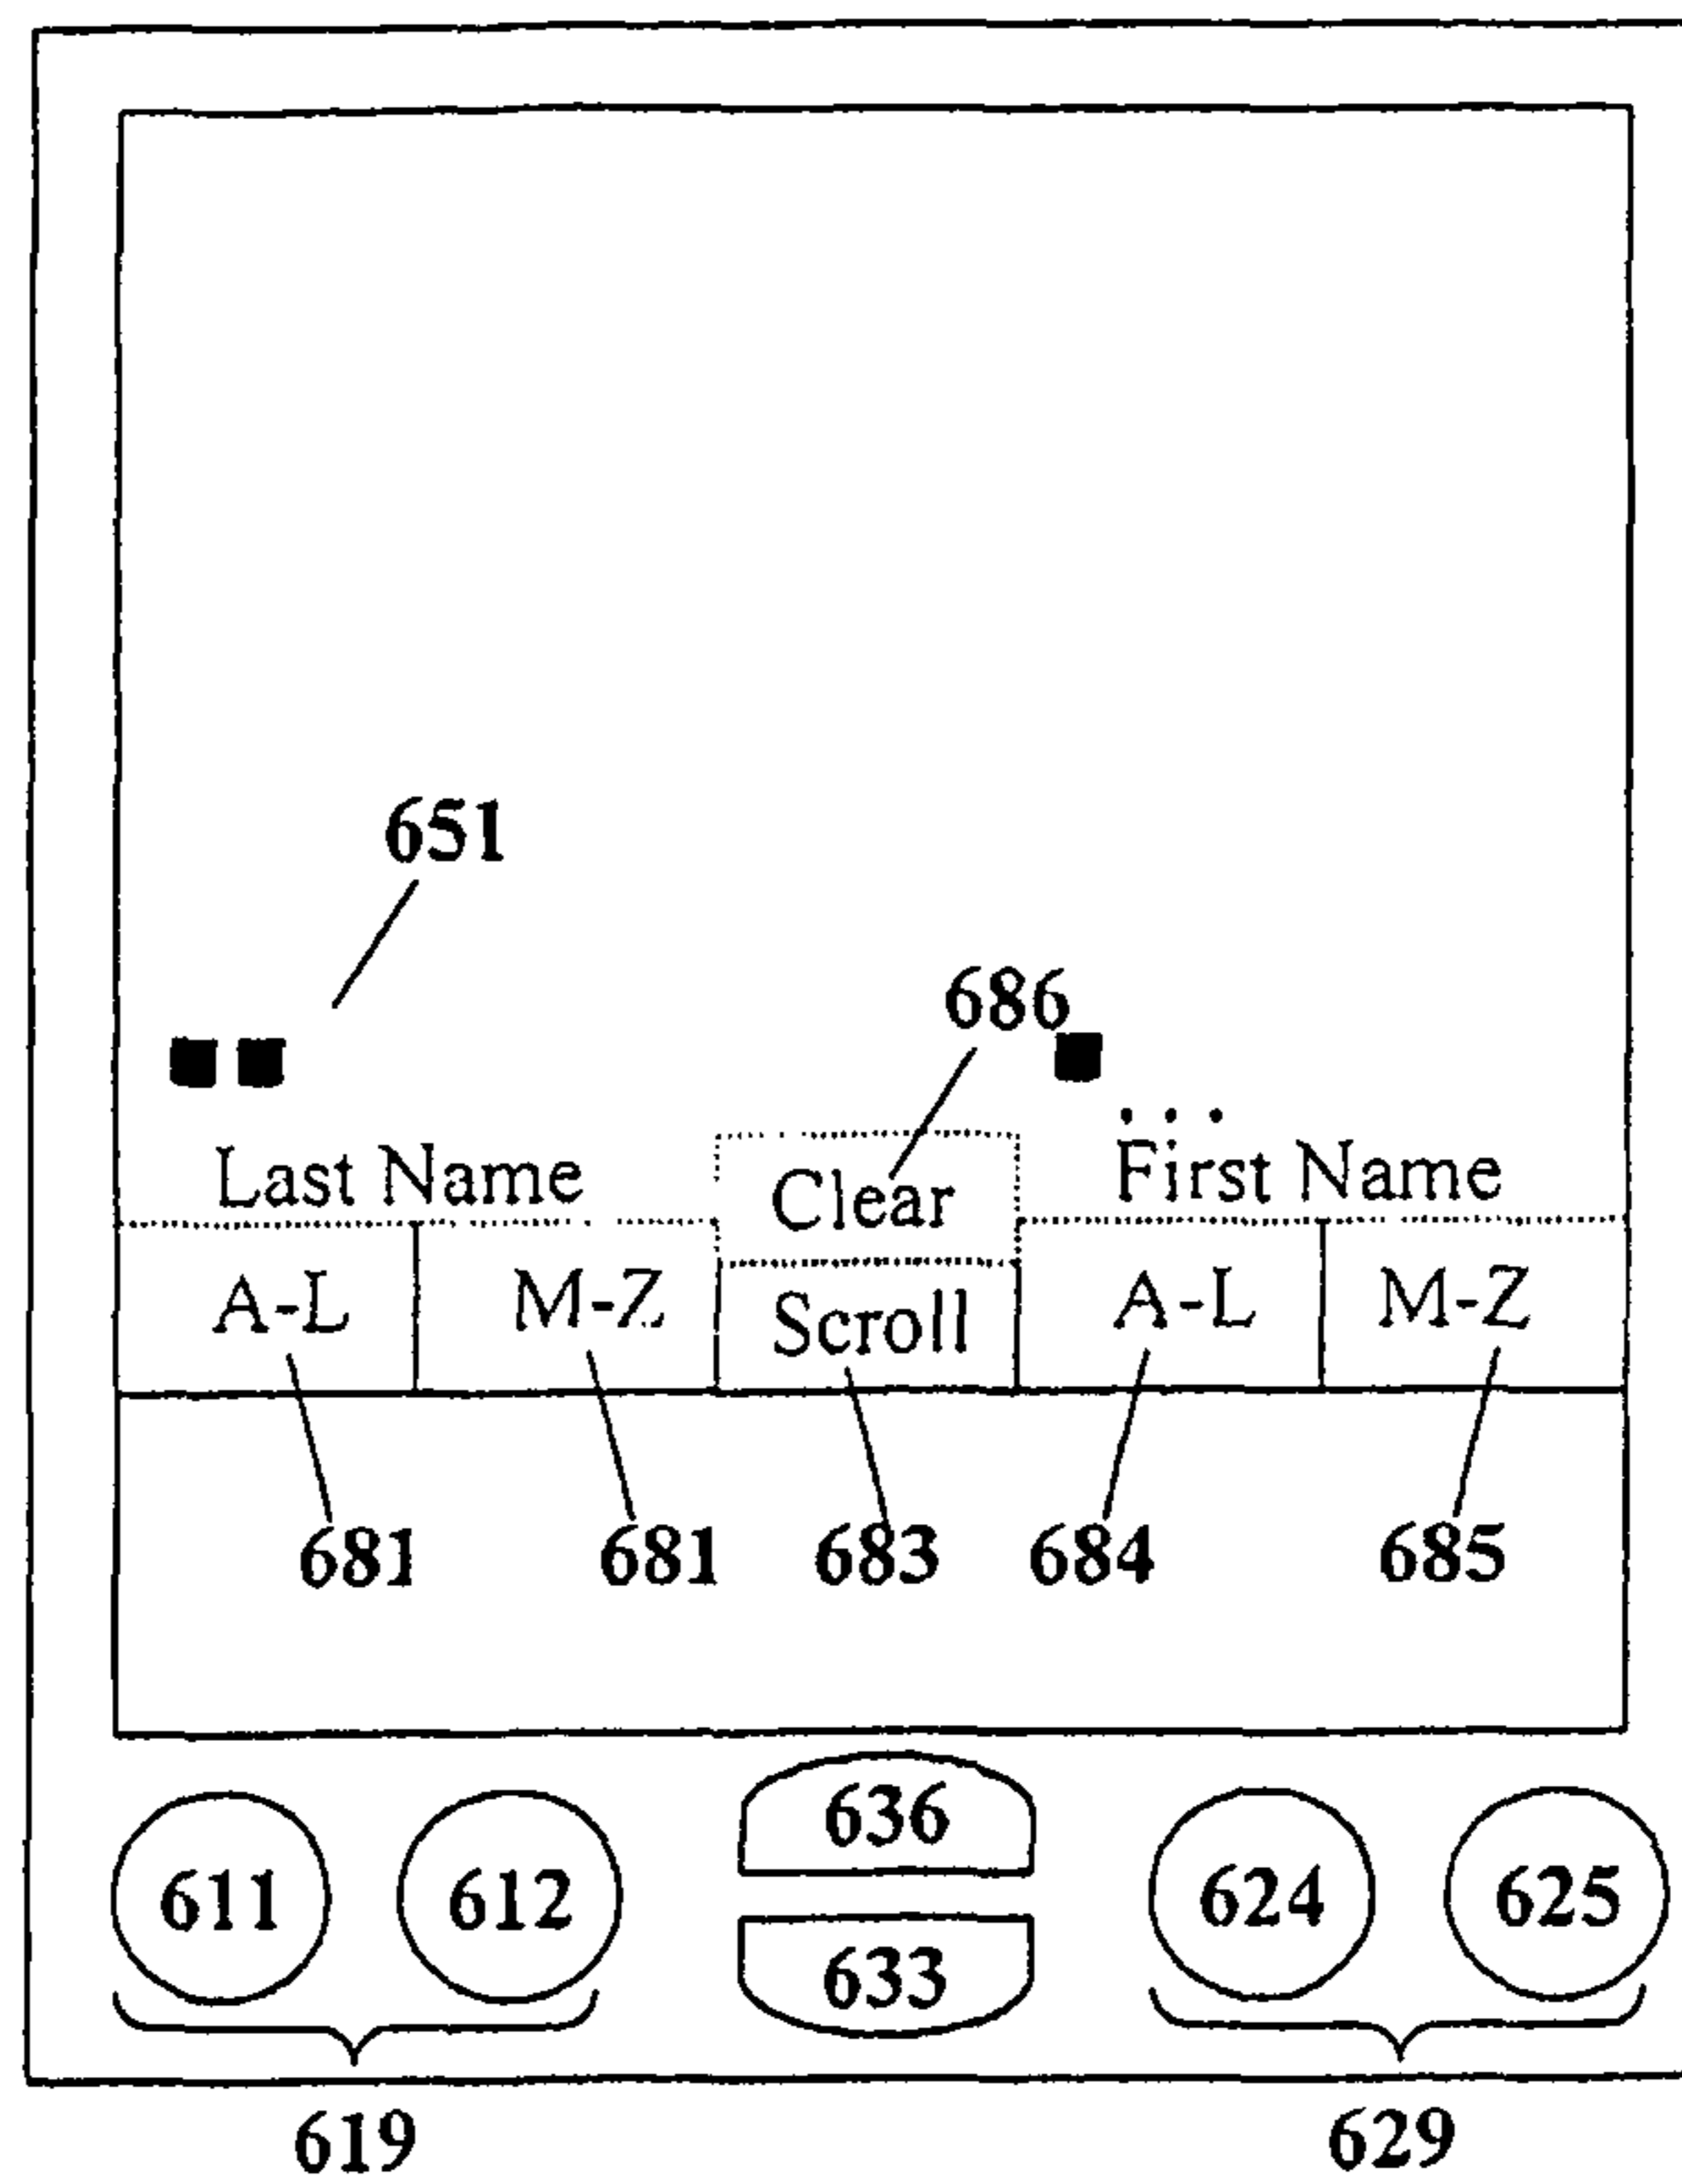 651
686
■■ ■
...
Last Name Clear First Name
A-L M-Z Scroll A-L M-Z
681 681 683 684 685
636
611 612 624 625
633
619 629